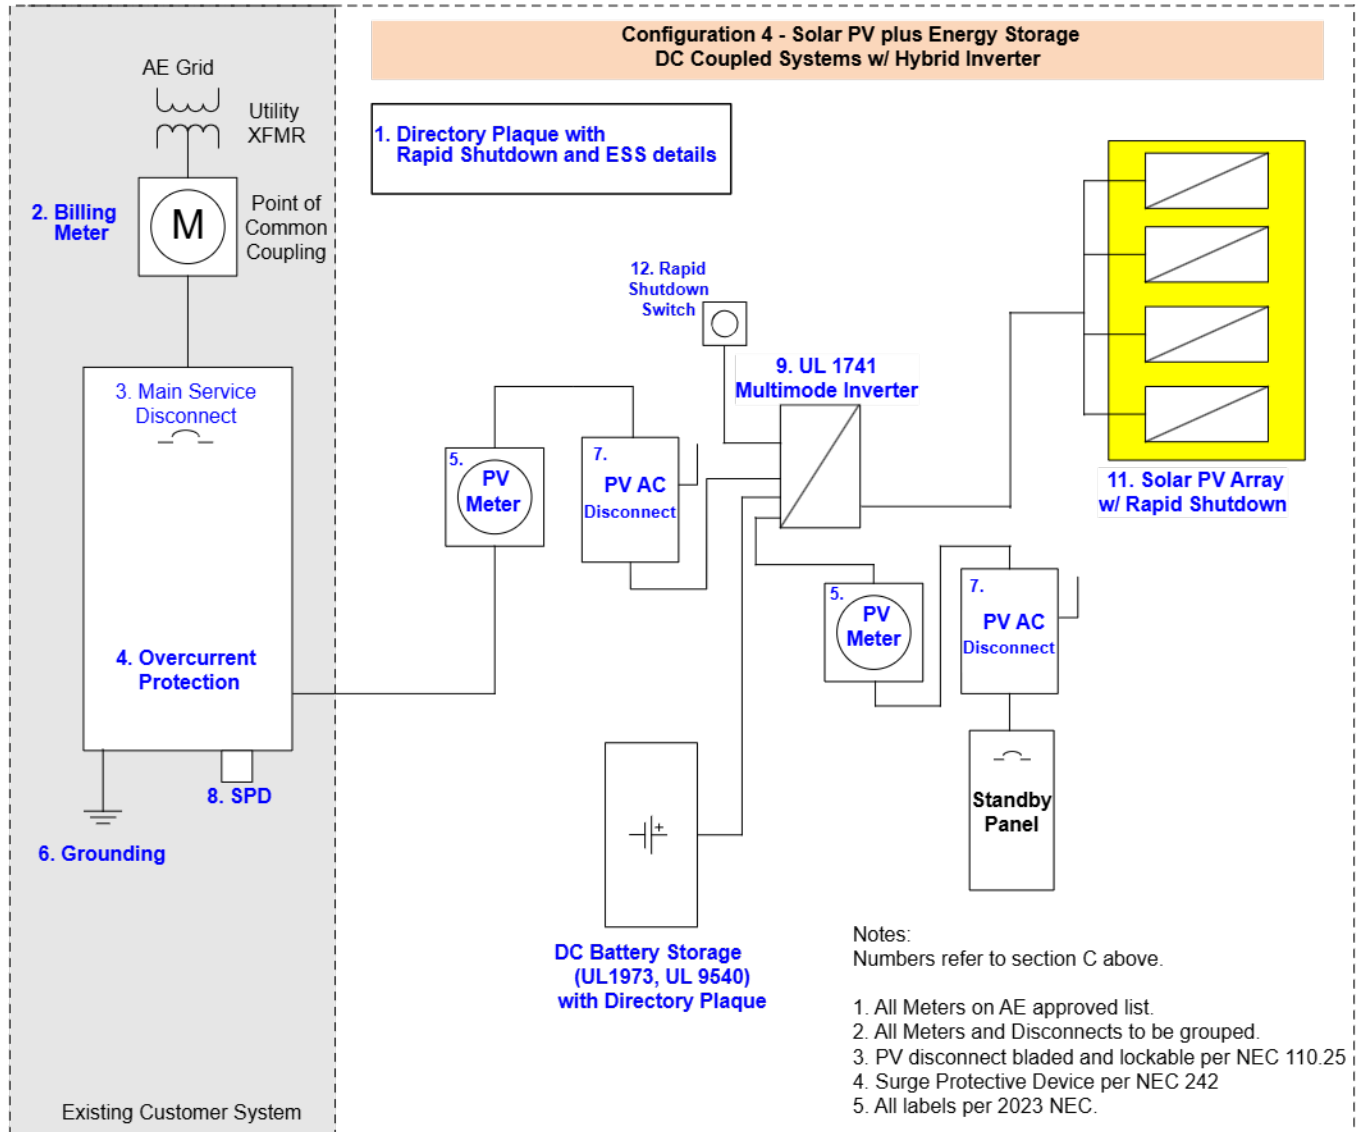 Configuration 4 - Solar PV plus Energy Storage
DC Coupled Systems w/ Hybrid Inverter
AE Grid
Utility
XFMR
1. Directory Plaque with
Rapid Shutdown and ESS details
2. Billing
Meter
M
Point of
Common
Coupling
12. Rapid
Shutdown
Switch
3. Main Service
Disconnect
9. UL 1741
Multimode Inverter
5.
PV
Meter
7.
PV AC
Disconnect
11. Solar PV Array
w/ Rapid Shutdown
5.
PV
Meter
7.
PV AC
Disconnect
4. Overcurrent
Protection
8. SPD
6. Grounding
+
Standby
Panel
DC Battery Storage
(UL1973, UL 9540)
with Directory Plaque
Notes:
Numbers refer to section C above.
1. All Meters on AE approved list.
2. All Meters and Disconnects to be grouped.
3. PV disconnect bladed and lockable per NEC 110.25
4. Surge Protective Device per NEC 242
5. All labels per 2023 NEC.
Existing Customer System